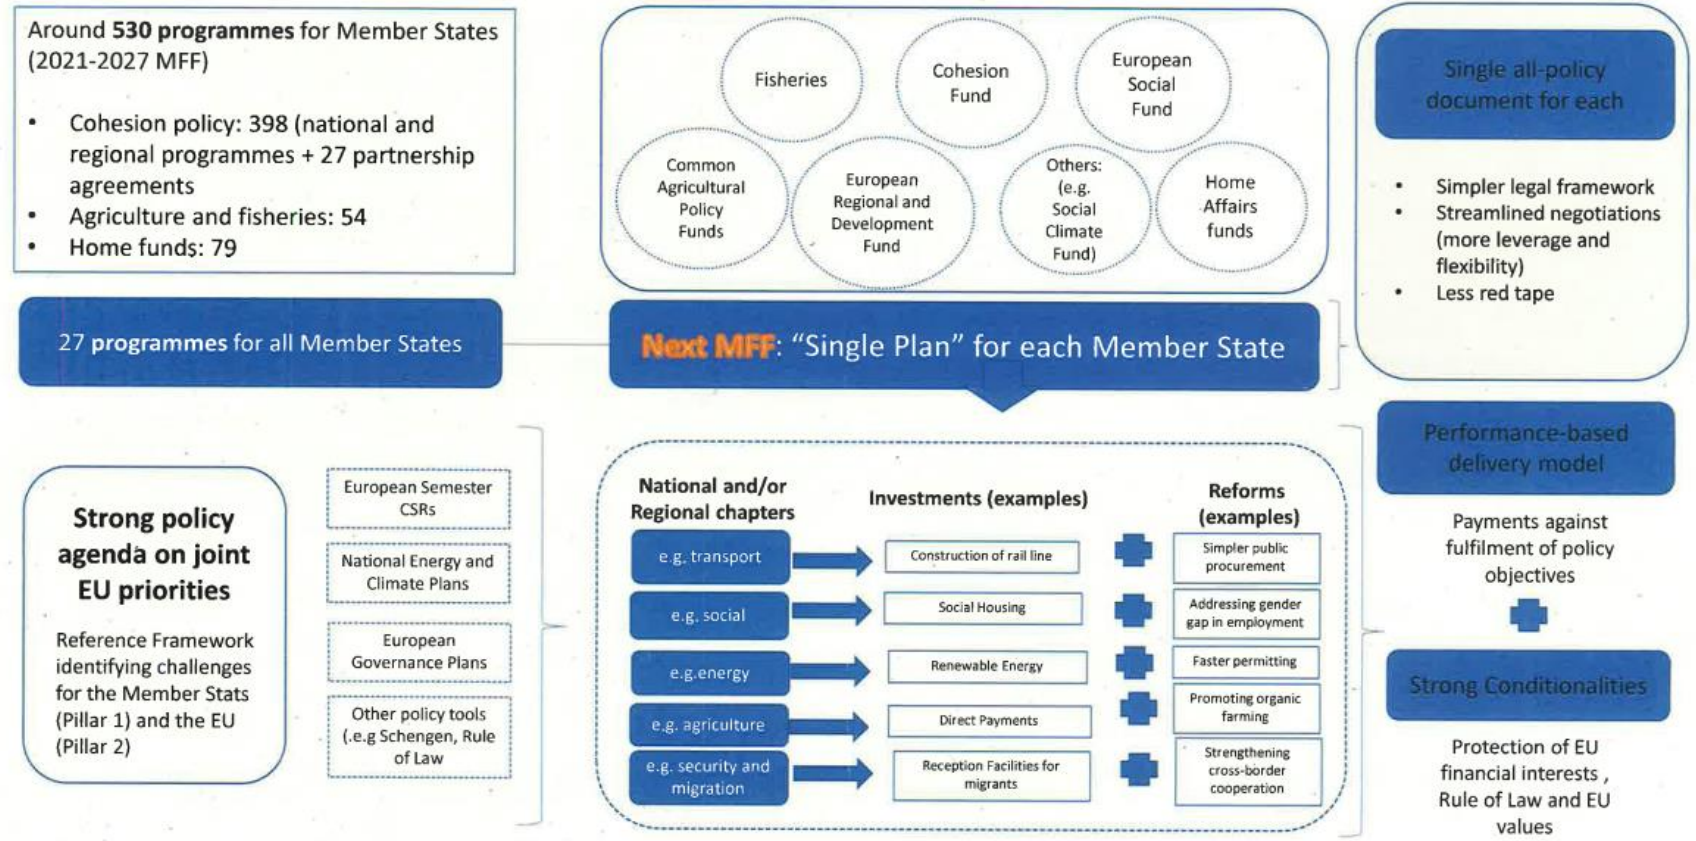 Around 530 programmes for Member States
(2021-2027 MFF)
• Cohesion policy: 398 (national and
regional programmes + 27 partnership
agreements
• Agriculture and fisheries: 54
• Home funds: 79
Fisheries
Cohesion
Fund
European
Social
Fund
Common
Agricultural
Policy
Funds
European
Regional and
Development
Fund
Others:
(e.g.
Social
Climate
Fund)
Home
Affairs
funds
Single all-policy
document for each
• Simpler legal framework
• Streamlined negotiations
(more leverage and
flexibility)
• Less red tape
27 programmes for all Member States
Next MFF: “Single Plan” for each Member State
Strong policy
agenda on joint
EU priorities
Reference Framework
identifying challenges
for the Member Stats
(Pillar 1) and the EU
(Pillar 2)
European Semester
CSRs
National Energy and
Climate Plans
European
Governance Plans
Other policy tools
(.e.g Schengen, Rule
of Law
National and/or
Regional chapters
Investments (examples)
Reforms
(examples)
e.g. transport
Construction of rail line
Simpler public
procurement
e.g. social
Social Housing
Addressing gender
gap in employment
e.g.energy
Renewable Energy
Faster permitting
e.g. agriculture
Direct Payments
Promoting organic
farming
e.g. security and
migration
Reception Facilities for
migrants
Strengthening
cross-border
cooperation
Performance-based
delivery model
Payments against
fulfilment of policy
objectives
Strong Conditionalities
Protection of EU
financial interests ,
Rule of Law and EU
values